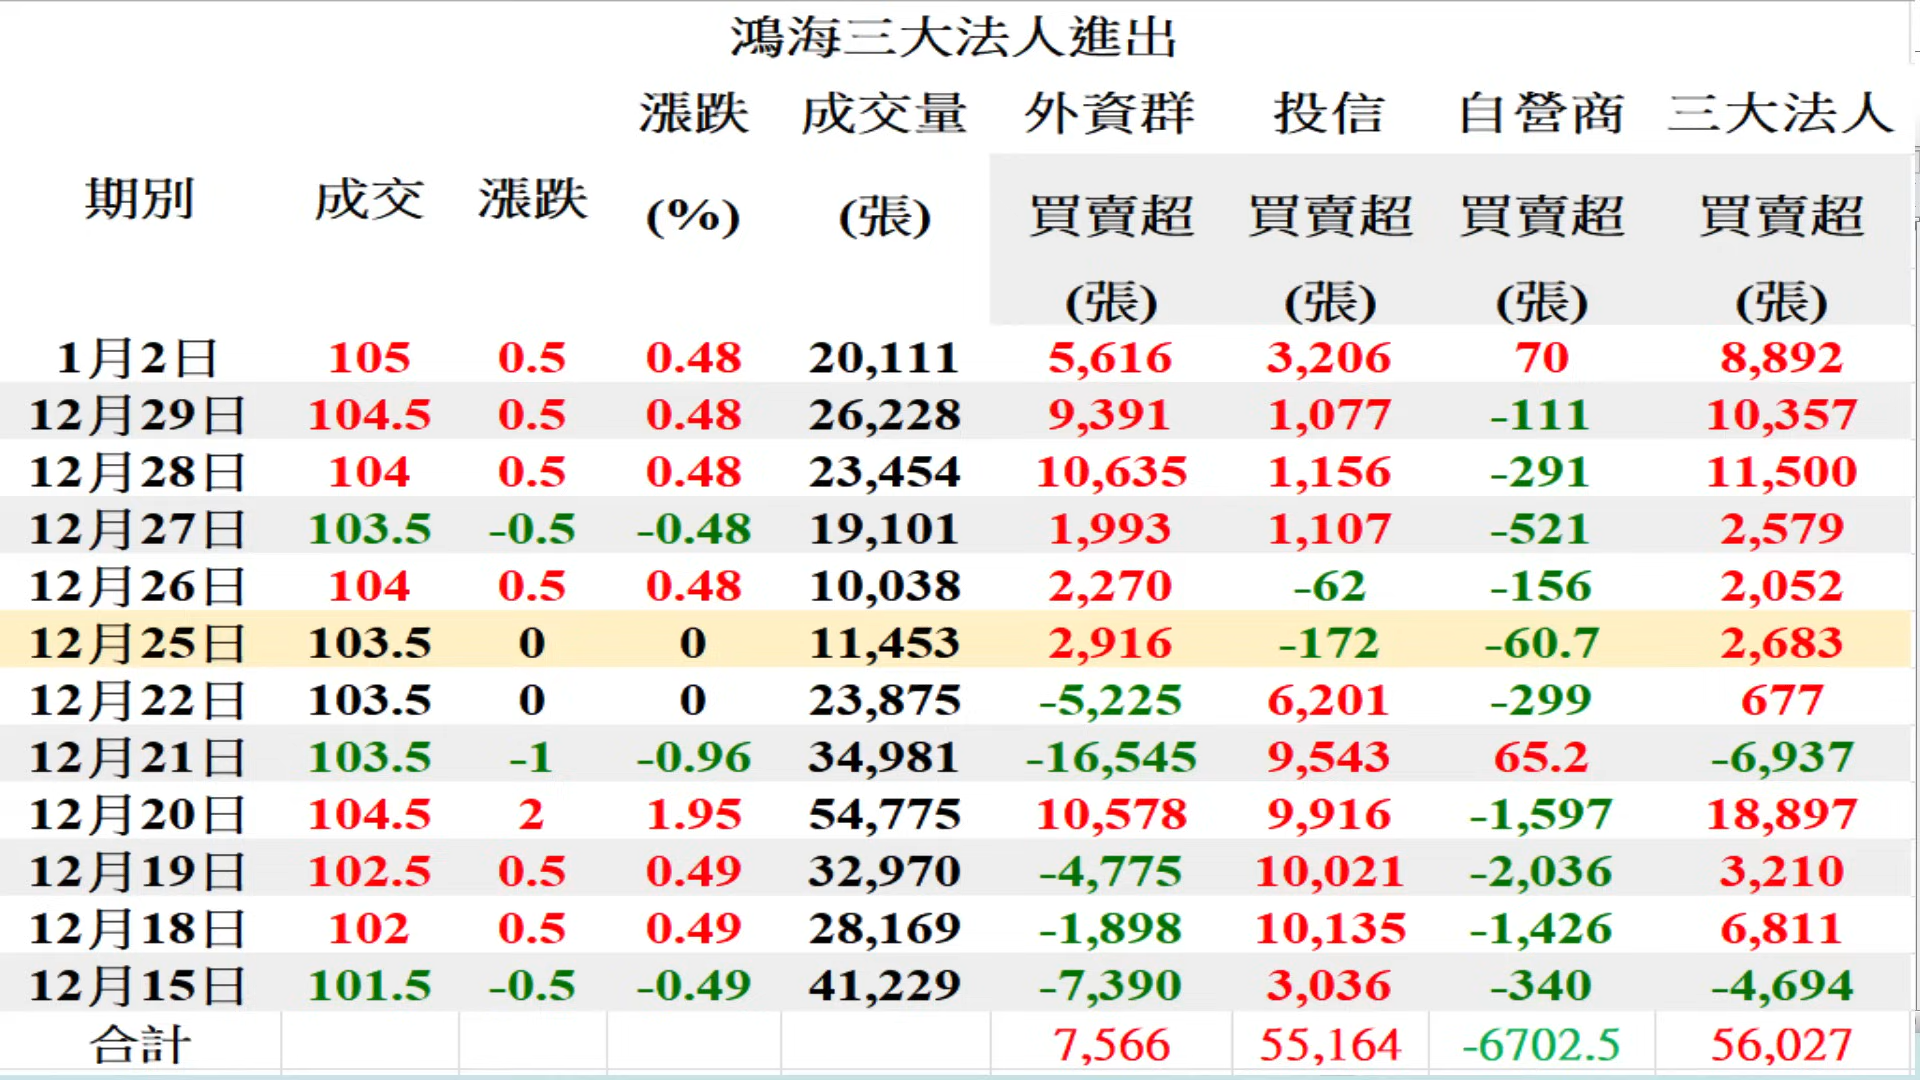 鴻海三大法人進出
期別 成交 漲跌 漲跌 (%) 成交量 (張) 外資群 買賣超 (張) 投信 買賣超 (張) 自營商 買賣超 (張) 三大法人 買賣超 (張)
1月2日 105 0.5 0.48 20,111 5,616 3,206 70 8,892
12月29日 104.5 0.5 0.48 26,228 9,391 1,077 -111 10,357
12月28日 104 0.5 0.48 23,454 10,635 1,156 -291 11,500
12月27日 103.5 -0.5 -0.48 19,101 1,993 1,107 -521 2,579
12月26日 104 0.5 0.48 10,038 2,270 -62 -156 2,052
12月25日 103.5 0 0 11,453 2,916 -172 -60.7 2,683
12月22日 103.5 0 0 23,875 -5,225 6,201 -299 677
12月21日 103.5 -1 -0.96 34,981 -16,545 9,543 65.2 -6,937
12月20日 104.5 2 1.95 54,775 10,578 9,916 -1,597 18,897
12月19日 102.5 0.5 0.49 32,970 -4,775 10,021 -2,036 3,210
12月18日 102 0.5 0.49 28,169 -1,898 10,135 -1,426 6,811
12月15日 101.5 -0.5 -0.49 41,229 -7,390 3,036 -340 -4,694
合計 7,566 55,164 -6702.5 56,027